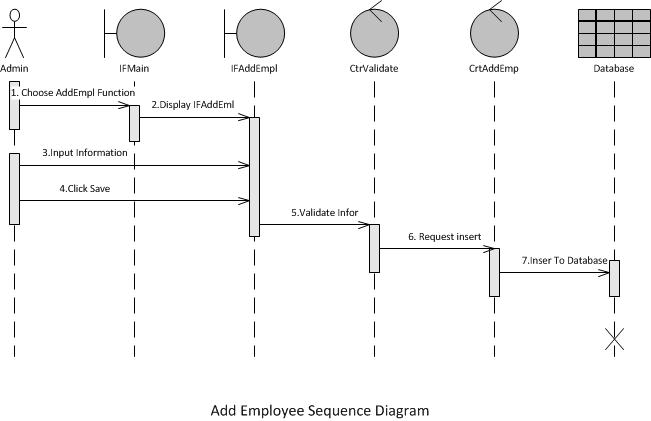 Admin
IFMain
IFAddEmpl
CtrValidate
CrtAddEmp
Database
1. Choose AddEmpl Function
2.Display IFAddEml
3.Input Information
4.Click Save
5.Validate Infor
6. Request insert
7.Inser To Database
Add Employee Sequence Diagram